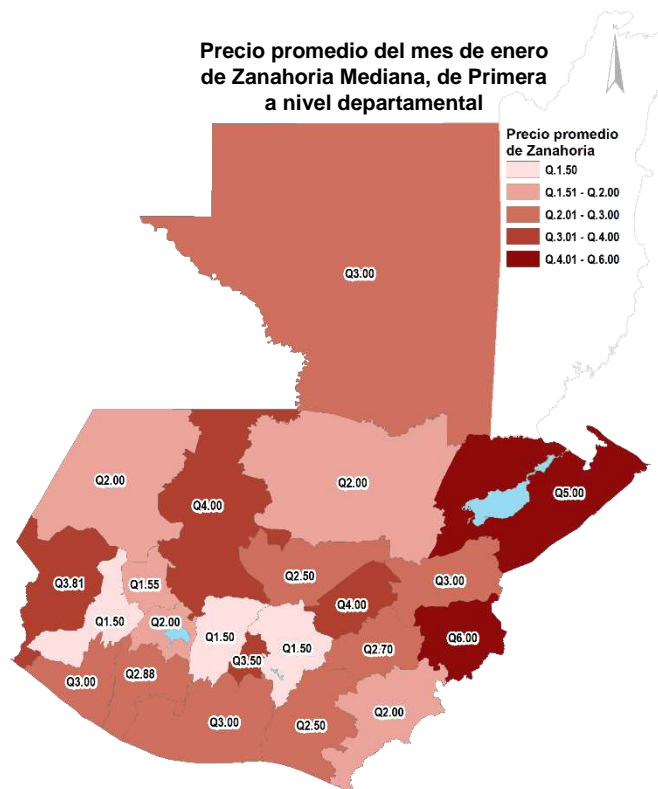 Precio promedio del mes de enero
de Zanahoria Mediana, de Primera
a nivel departamental
N
Precio promedio
de Zanahoria
Q.1.50
Q.1.51 - Q.2.00
Q.2.01 - Q.3.00
Q.3.01 - Q.4.00
Q.4.01 - Q.6.00
Q3.00
Q2.00
Q4.00
Q2.00
Q5.00
Q3.81
Q1.55
Q2.50
Q3.00
Q1.50
Q2.00
Q1.50
Q4.00
Q3.50
Q1.50
Q2.70
Q6.00
Q3.00
Q2.88
Q3.00
Q2.50
Q2.00